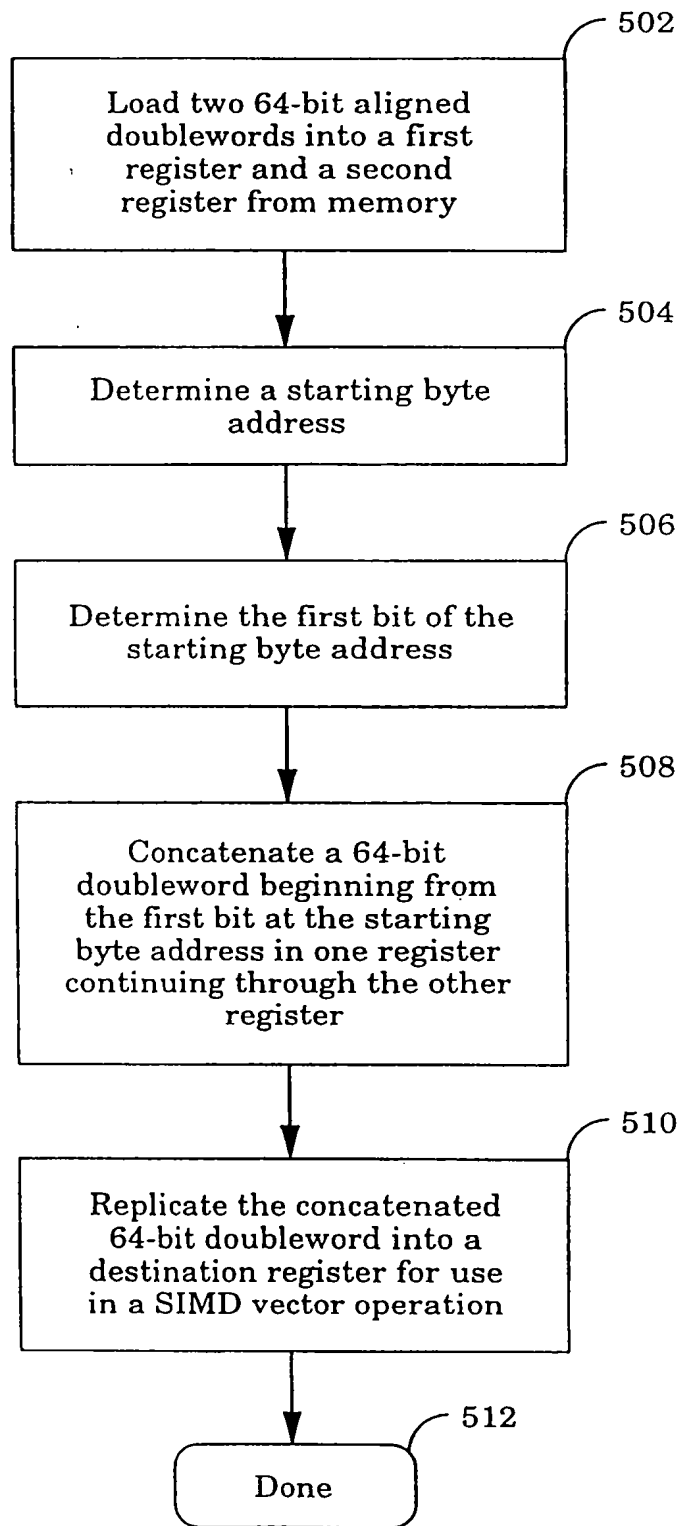 502
Load two 64-bit aligned
doublewords into a first
register and a second
register from memory
504
Determine a starting byte
address
506
Determine the first bit of the
starting byte address
508
Concatenate a 64-bit
doubleword beginning from
the first bit at the starting
byte address in one register
continuing through the other
register
510
Replicate the concatenated
64-bit doubleword into a
destination register for use
in a SIMD vector operation
512
Done